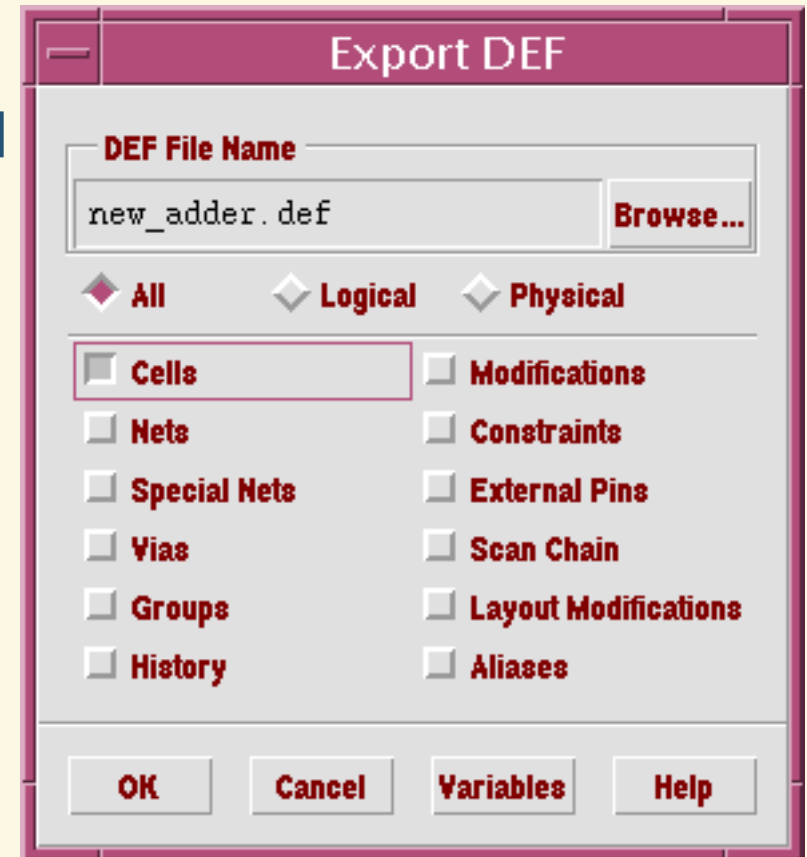 Export DEF
DEF File Name
new_adder.def Browse...
All Logical Physical
Cells Modifications
Nets Constraints
Special Nets External Pins
Vias Scan Chain
Groups Layout Modifications
History Aliases
OK Cancel Variables Help